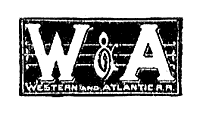 W & A
WESTERN AND ATLANTIC R.R.